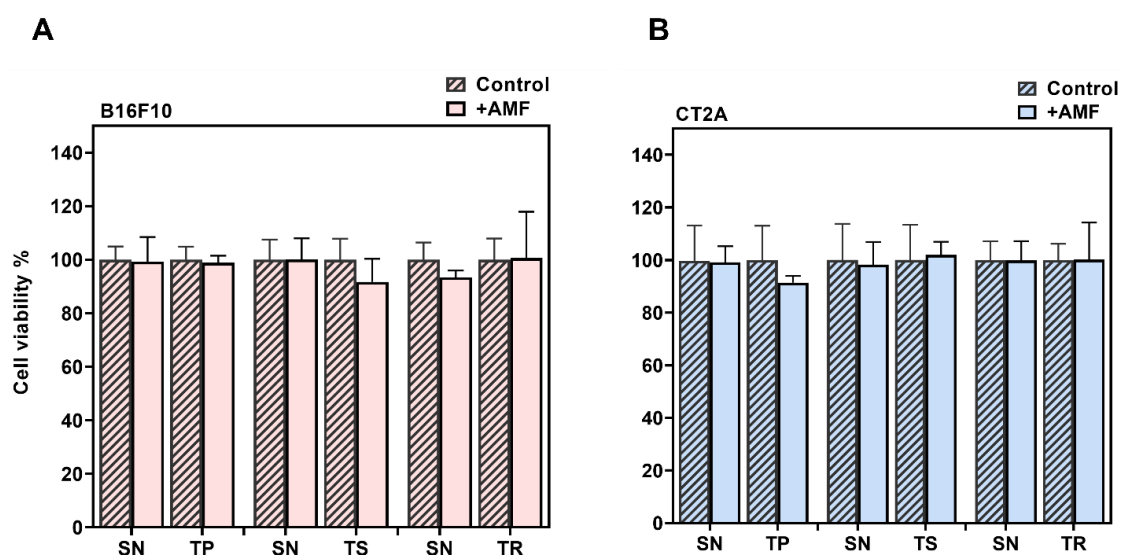 A
B
Control
+AMF
B16F10
Control
+AMF
CT2A
Cell viability %
140
120
100
80
60
40
20
0
SN TP SN TS SN TR
140
120
100
80
60
40
20
0
SN TP SN TS SN TR